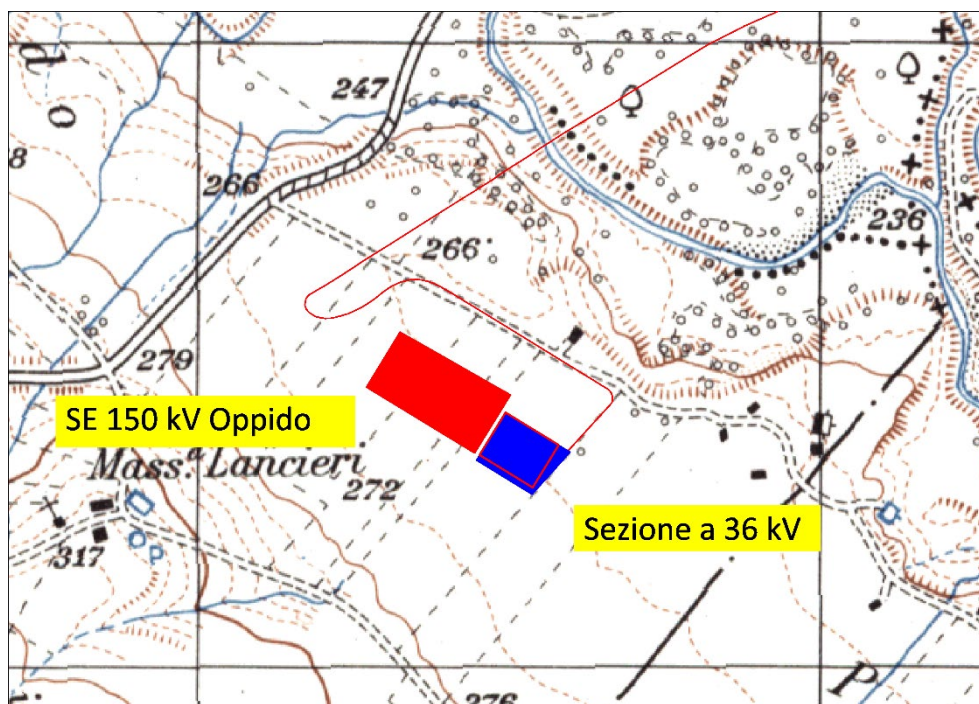 d
o
247
8
266
266
236
279
SE 150 kV Oppido
Mass.ª Lancieri
272
Sezione a 36 kV
317
P
276
P
i